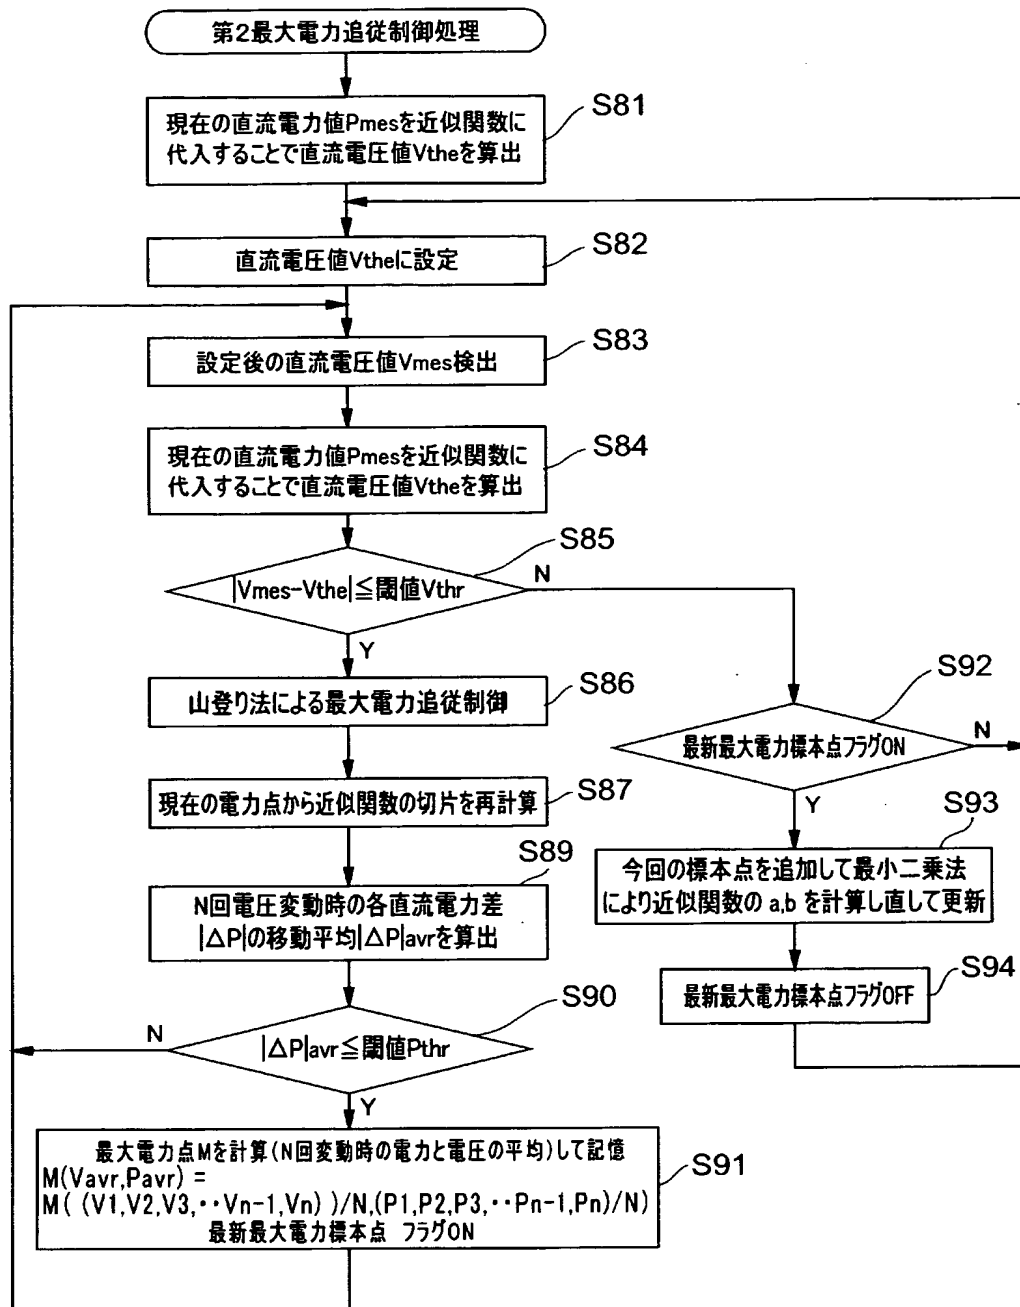 第2最大電力追従制御処理
S81
現在の直流電力値Pmesを近似関数に
代入することで直流電圧値Vtheを算出
S82
直流電圧値Vtheに設定
S83
設定後の直流電圧値Vmes検出
S84
現在の直流電力値Pmesを近似関数に
代入することで直流電圧値Vtheを算出
S85
|Vmes-Vthe|≦閾値Vthr
N
Y
S86
山登り法による最大電力追従制御
S87
現在の電力点から近似関数の切片を再計算
S89
N回電圧変動時の各直流電力差
|△P|の移動平均|△P|avrを算出
S90
|△P|avr≦閾値Pthr
N
Y
S91
最大電力点Mを計算(N回変動時の電力と電圧の平均)して記憶
M(Vavr,Pavr) =
M( (V1,V2,V3,‥Vn-1,Vn) )/N,(P1,P2,P3,‥Pn-1,Pn)/N)
最新最大電力標本点 フラグON
S92
最新最大電力標本点フラグON
N
Y
S93
今回の標本点を追加して最小二乗法
により近似関数の a,b を計算し直して更新
S94
最新最大電力標本点フラグOFF